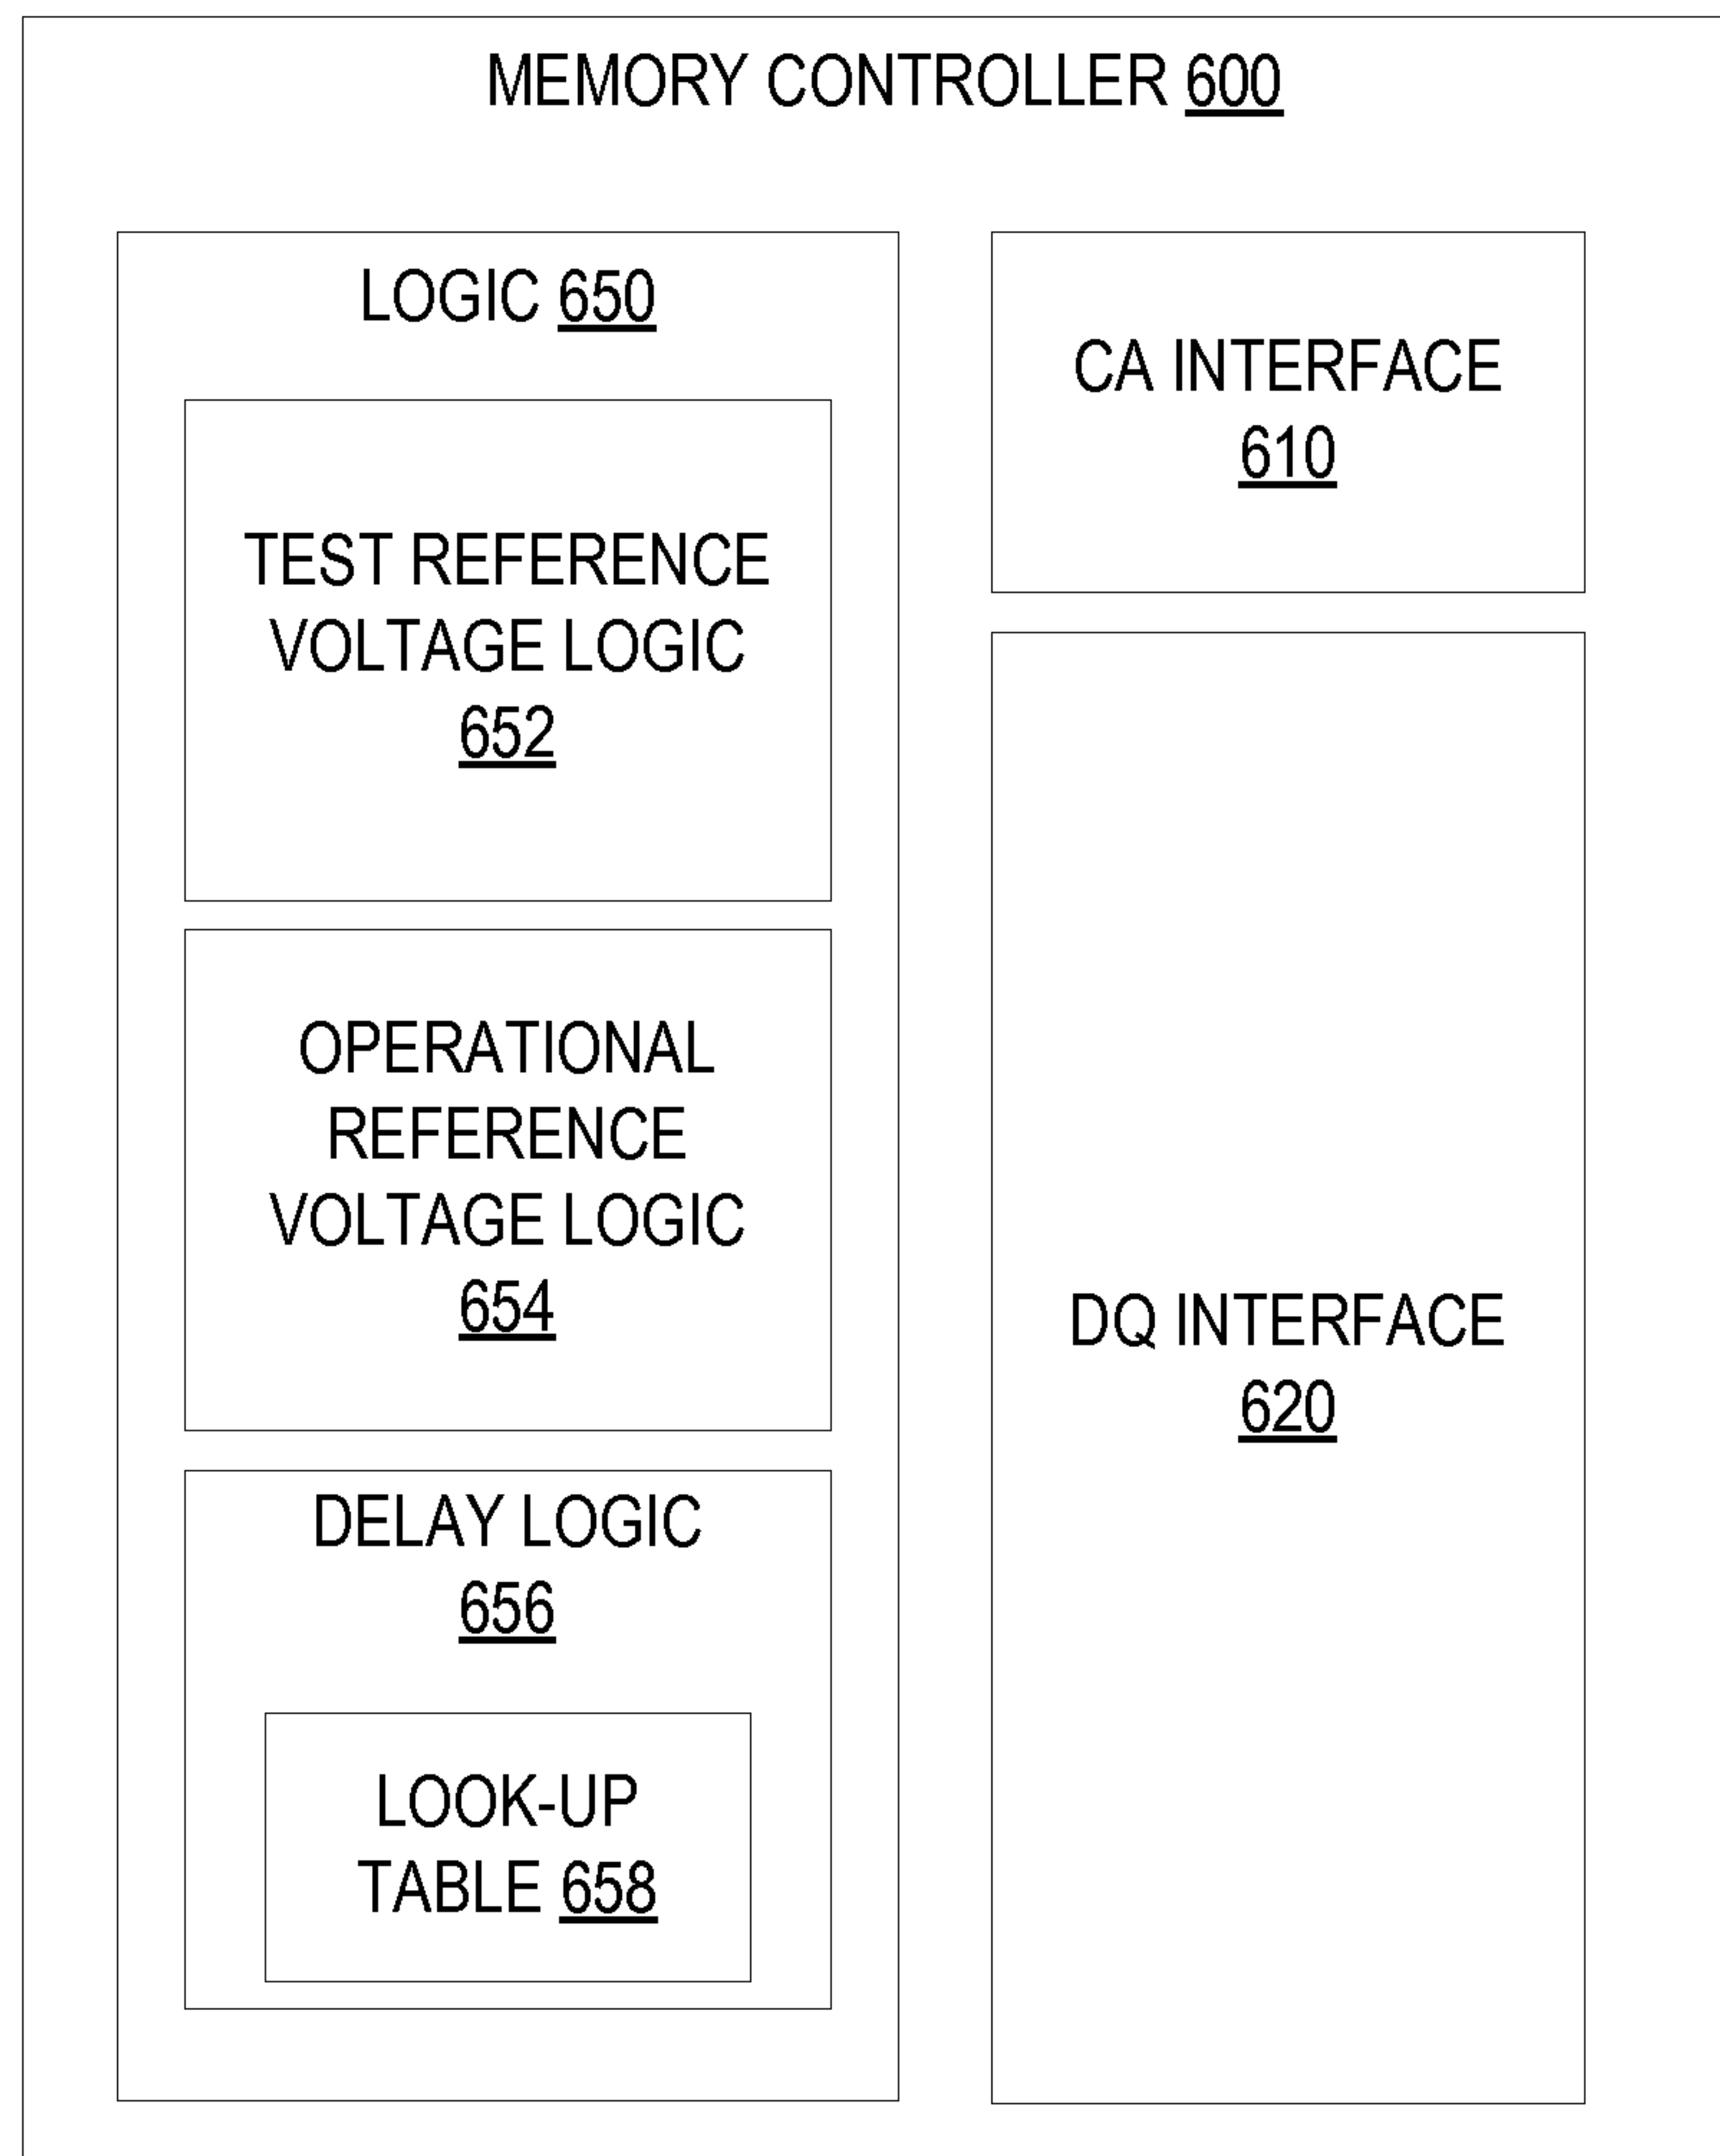 MEMORY CONTROLLER 600
LOGIC 650
TEST REFERENCE
VOLTAGE LOGIC
652
OPERATIONAL
REFERENCE
VOLTAGE LOGIC
654
DELAY LOGIC
656
LOOK-UP
TABLE 658
CA INTERFACE
610
DQ INTERFACE
620